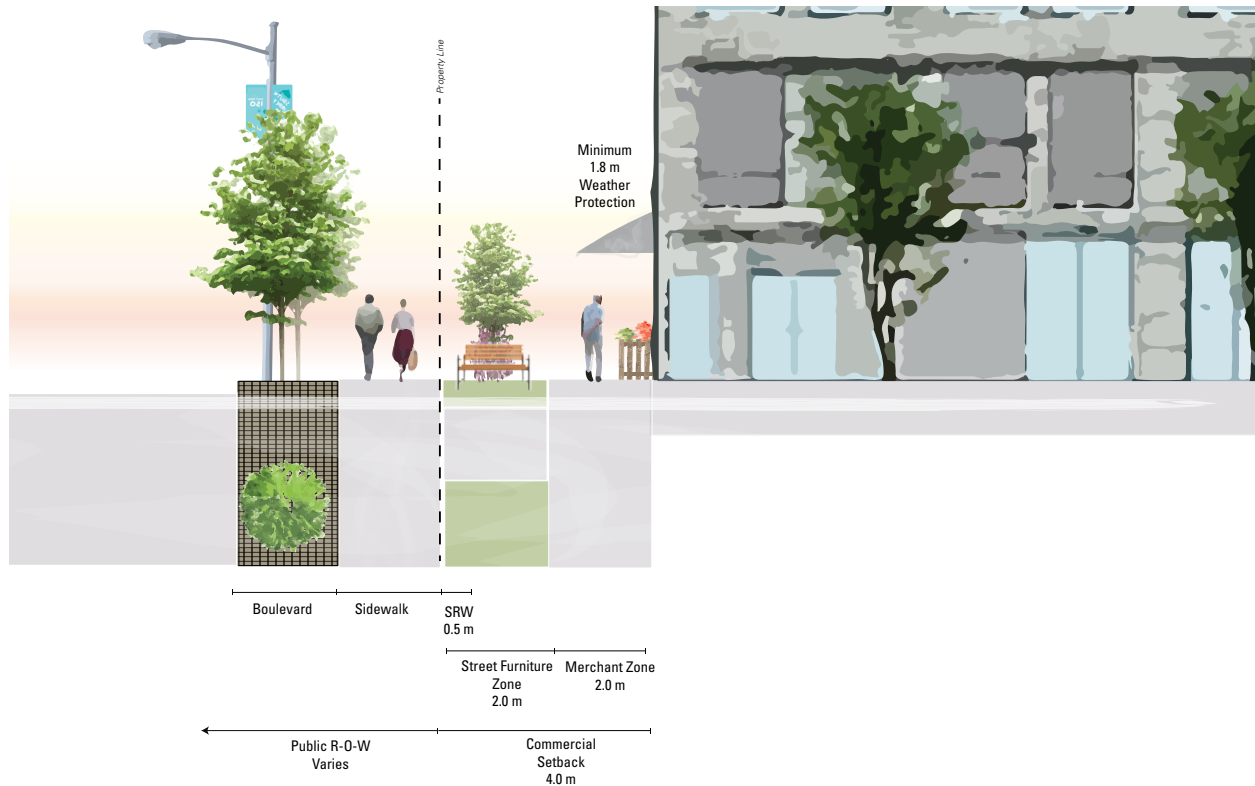 Property Line
Minimum
1.8 m
Weather
Protection
Boulevard
Sidewalk
SRW
0.5 m
Street Furniture
Zone
2.0 m
Merchant Zone
2.0 m
Public R-O-W
Varies
Commercial
Setback
4.0 m